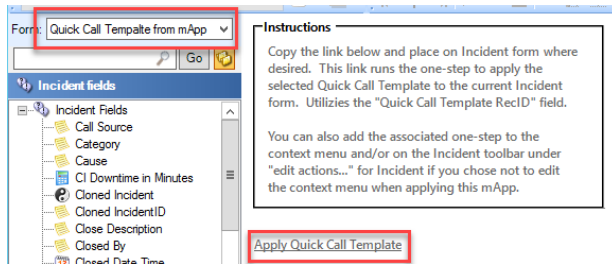 Form: Quick Call Tempalte from mApp
Go
Incident fields
Incident Fields
Call Source
Category
Cause
CI Downtime in Minutes
Cloned Incident
Cloned IncidentID
Close Description
Closed By
Closed Date Time
Instructions
Copy the link below and place on Incident form where
desired. This link runs the one-step to apply the
selected Quick Call Template to the current Incident
form. Utilizies the "Quick Call Template RecID" field.
You can also add the associated one-step to the
context menu and/or on the Incident toolbar under
"edit actions..." for Incident if you chose not to edit
the context menu when applying this mApp.
Apply Quick Call Template